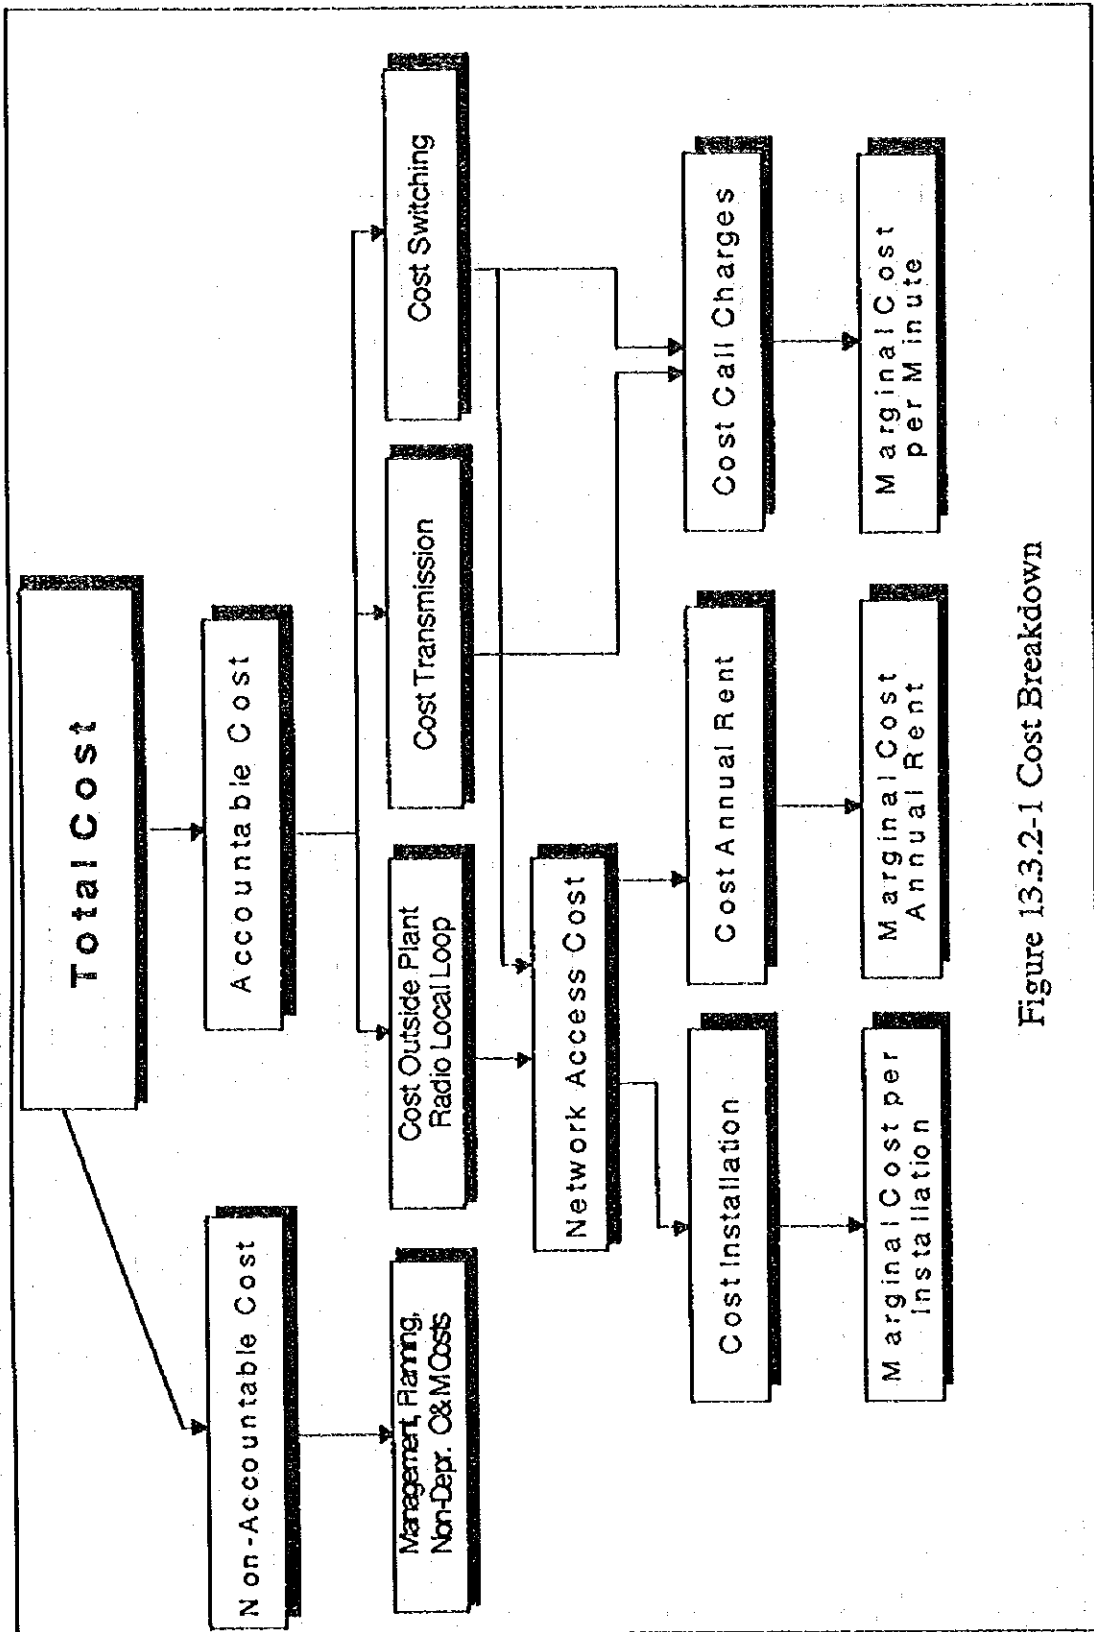 Total Cost
Non-Accountable Cost
Accountable Cost
Management, Planning,
Non-Depr. O&M Costs
Cost Outside Plant
Radio Local Loop
Cost Transmission
Cost Switching
Network Access Cost
Cost Installation
Cost Annual Rent
Cost Call Charges
Marginal Cost per
Installation
Marginal Cost
Annual Rent
Marginal Cost
per Minute
Figure 13.3.2-1 Cost Breakdown